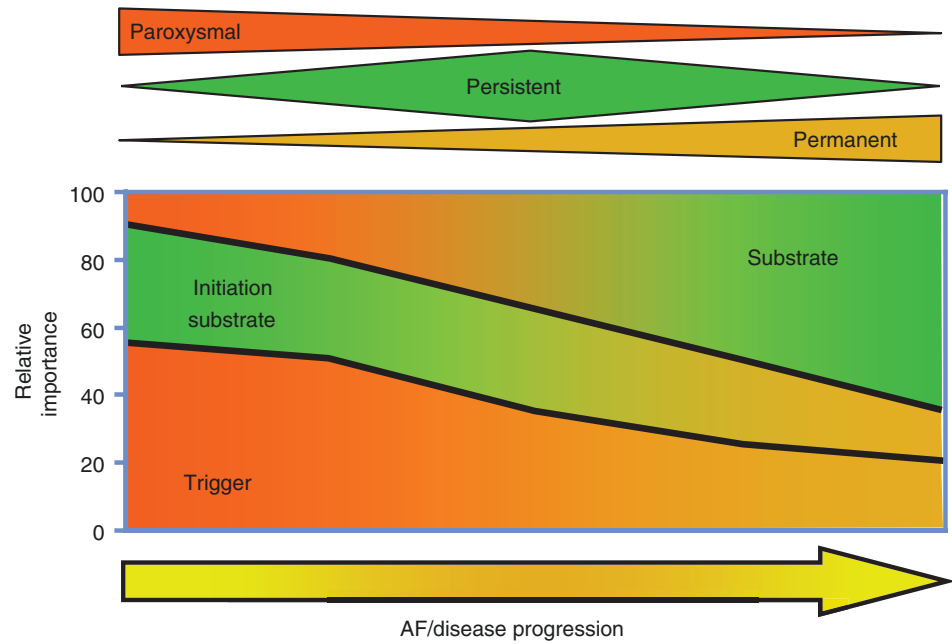 Paroxysmal
Persistent
Permanent
100
80
60
40
20
0
Relative
importance
Substrate
Initiation
substrate
Trigger
AF/disease progression